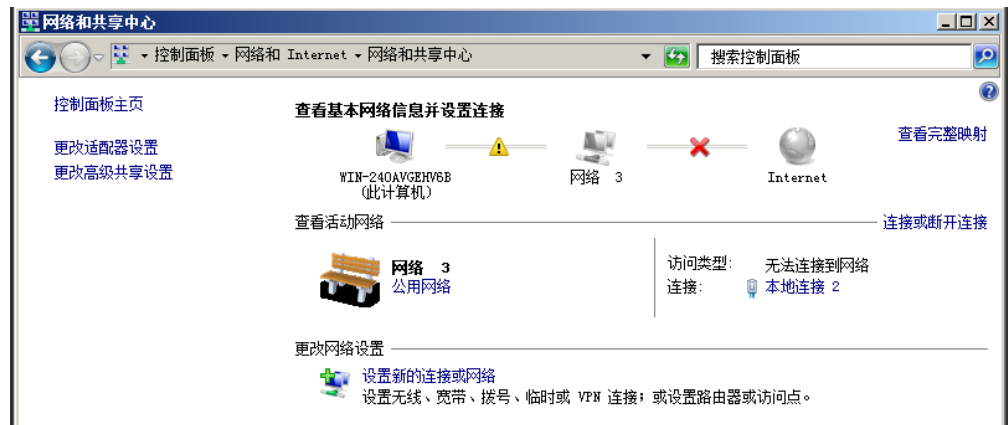 网络和共享中心
控制面板 网络和 Internet 网络和共享中心
搜索控制面板
控制面板主页
更改适配器设置
更改高级共享设置
查看基本网络信息并设置连接
查看完整映射
WIN-240AVGEHV6B
(此计算机)
网络 3
Internet
查看活动网络
连接或断开连接
网络 3
公用网络
访问类型: 无法连接到网络
连接: 本地连接 2
更改网络设置
设置新的连接或网络
设置无线、宽带、拨号、临时或 VPN 连接；或设置路由器或访问点。